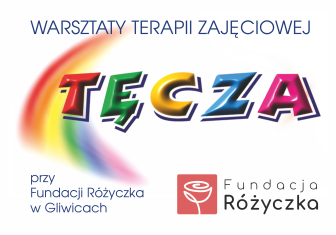 WARSZTATY TERAPII ZAJĘCIOWEJ
TĘCZA
przy
Fundacji Różyczka
w Gliwicach
Fundacja
Różyczka